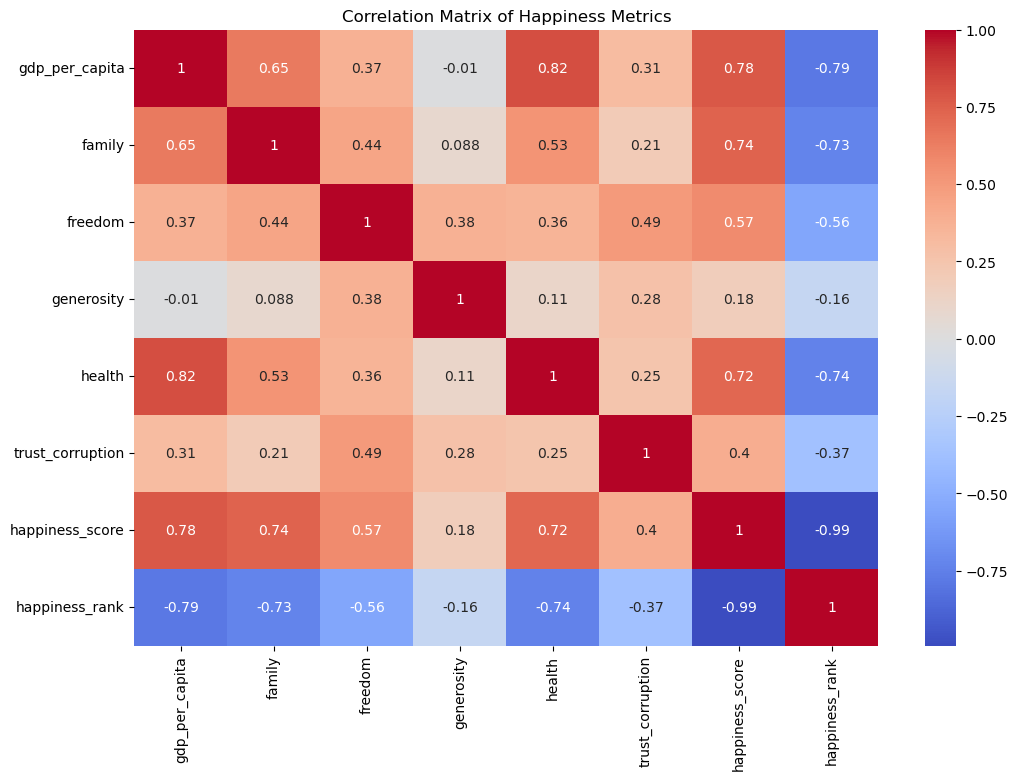 Correlation Matrix of Happiness Metrics
gdp_per_capita 1 0.65 0.37 -0.01 0.82 0.31 0.78 -0.79
family 0.65 1 0.44 0.088 0.53 0.21 0.74 -0.73
freedom 0.37 0.44 1 0.38 0.36 0.49 0.57 -0.56
generosity -0.01 0.088 0.38 1 0.11 0.28 0.18 -0.16
health 0.82 0.53 0.36 0.11 1 0.25 0.72 -0.74
trust_corruption 0.31 0.21 0.49 0.28 0.25 1 0.4 -0.37
happiness_score 0.78 0.74 0.57 0.18 0.72 0.4 1 -0.99
happiness_rank -0.79 -0.73 -0.56 -0.16 -0.74 -0.37 -0.99 1
gdp_per_capita
family
freedom
generosity
health
trust_corruption
happiness_score
happiness_rank
1.00
0.75
0.50
0.25
0.00
−0.25
−0.50
−0.75